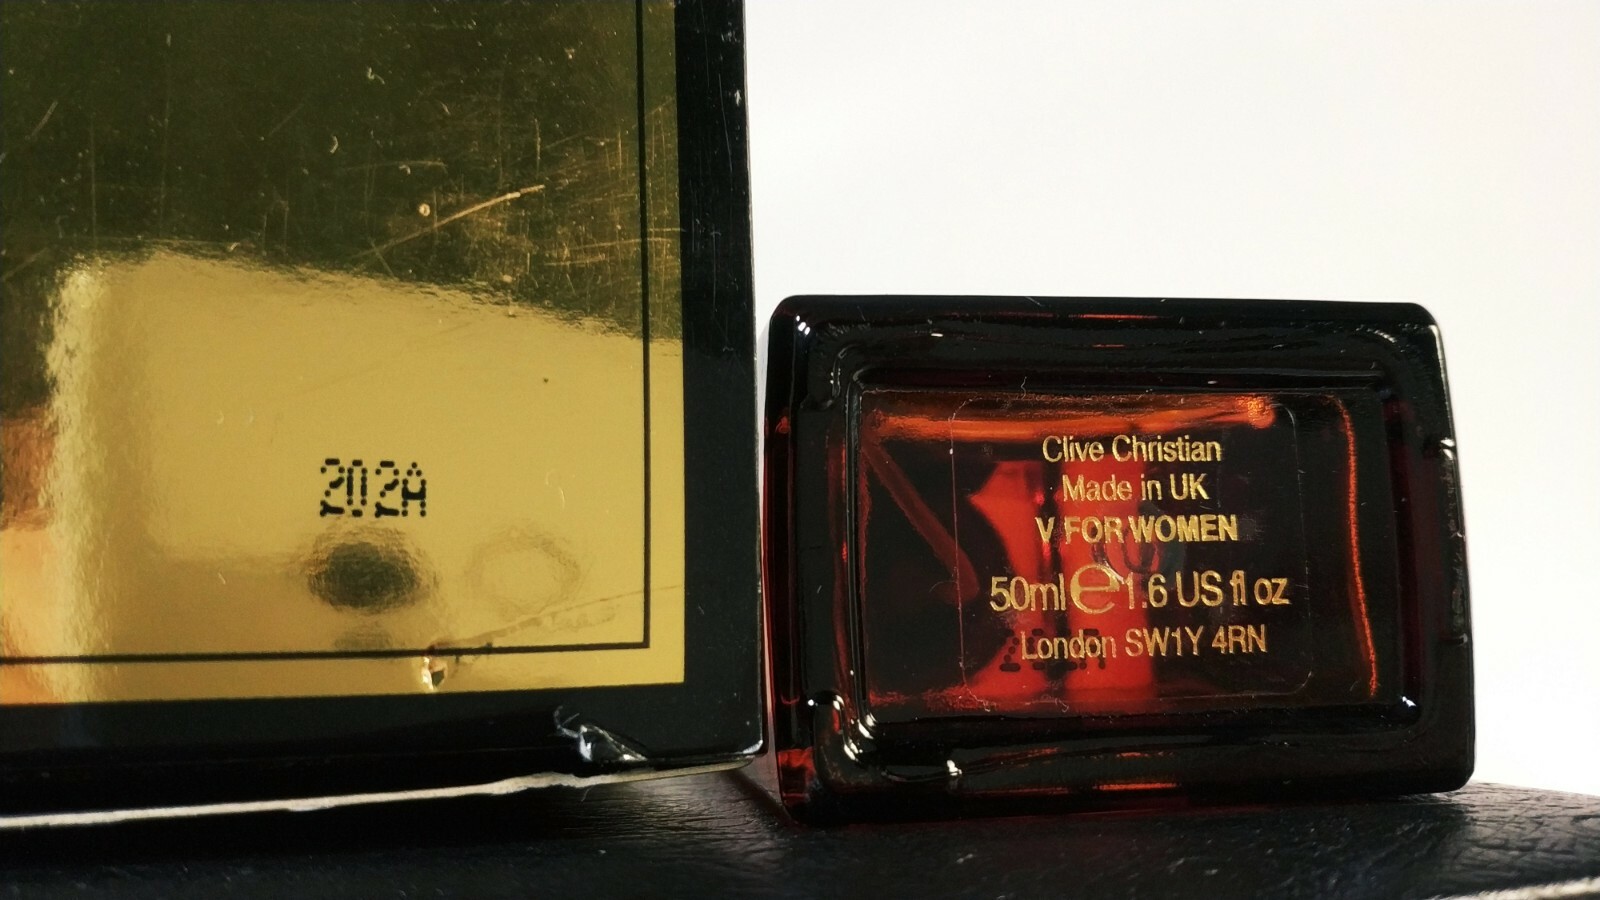 202A
Clive Christian
Made in UK
V FOR WOMEN
50ml e 1.6 US fl oz
London SW1Y 4RN